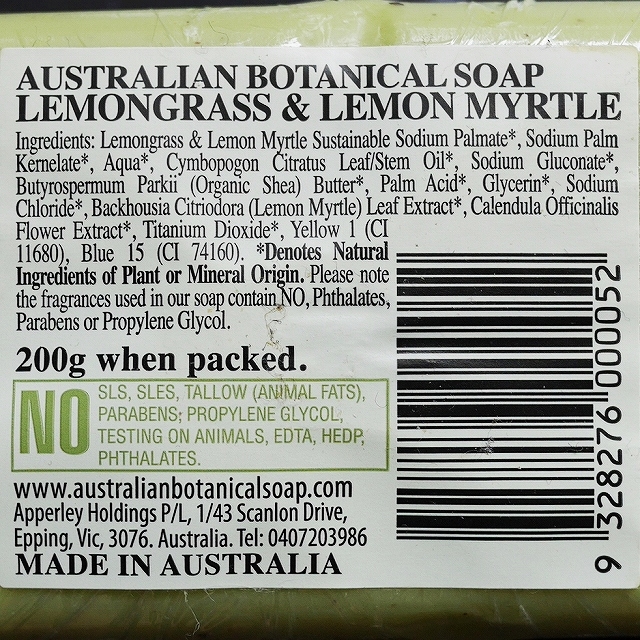 AUSTRALIAN BOTANICAL SOAP
LEMONGRASS & LEMON MYRTLE
Ingredients: Lemongrass & Lemon Myrtle Sustainable Sodium Palmate*, Sodium Palm
Kernelate*, Aqua*, Cymbopogon Citratus Leaf/Stem Oil*, Sodium Gluconate*,
Butyrospermum Parkii (Organic Shea) Butter*, Palm Acid*, Glycerin*, Sodium
Chloride*, Backhousia Citriodora (Lemon Myrtle) Leaf Extract*, Calendula Officinalis
Flower Extract*, Titanium Dioxide*, Yellow 1 (CI
11680), Blue 15 (CI 74160). *Denotes Natural
Ingredients of Plant or Mineral Origin. Please note
the fragrances used in our soap contain NO, Phthalates,
Parabens or Propylene Glycol.
200g when packed.
NO
SLS, SLES, TALLOW (ANIMAL FATS),
PARABENS; PROPYLENE GLYCOL,
TESTING ON ANIMALS, EDTA, HEDP,
PHTHALATES.
www.australianbotanicalsoap.com
Apperley Holdings P/L, 1/43 Scanlon Drive,
Epping, Vic, 3076. Australia. Tel: 0407203986
MADE IN AUSTRALIA
9 328276 000052